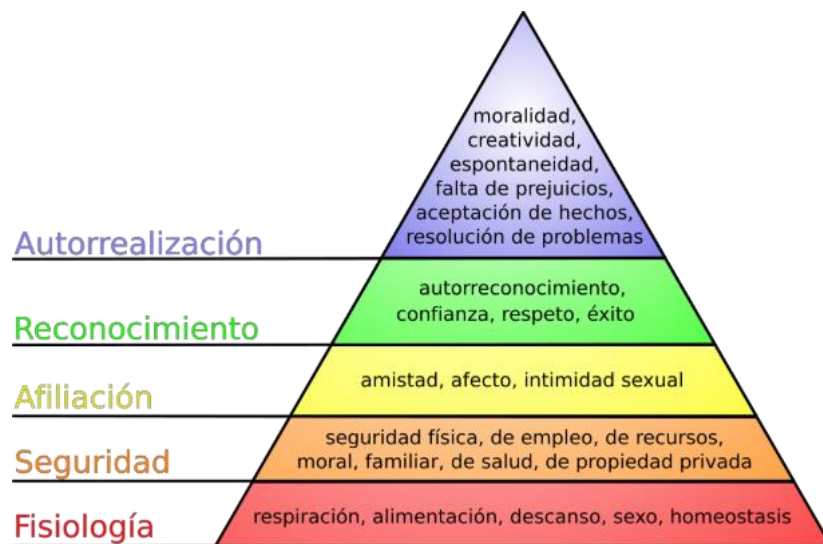 moralidad,
creatividad,
espontaneidad,
falta de prejuicios,
aceptación de hechos,
resolución de problemas
Autorrealización
autorreconocimiento,
confianza, respeto, éxito
Reconocimiento
amistad, afecto, intimidad sexual
Afiliación
seguridad física, de empleo, de recursos,
moral, familiar, de salud, de propiedad privada
Seguridad
respiración, alimentación, descanso, sexo, homeostasis
Fisiología